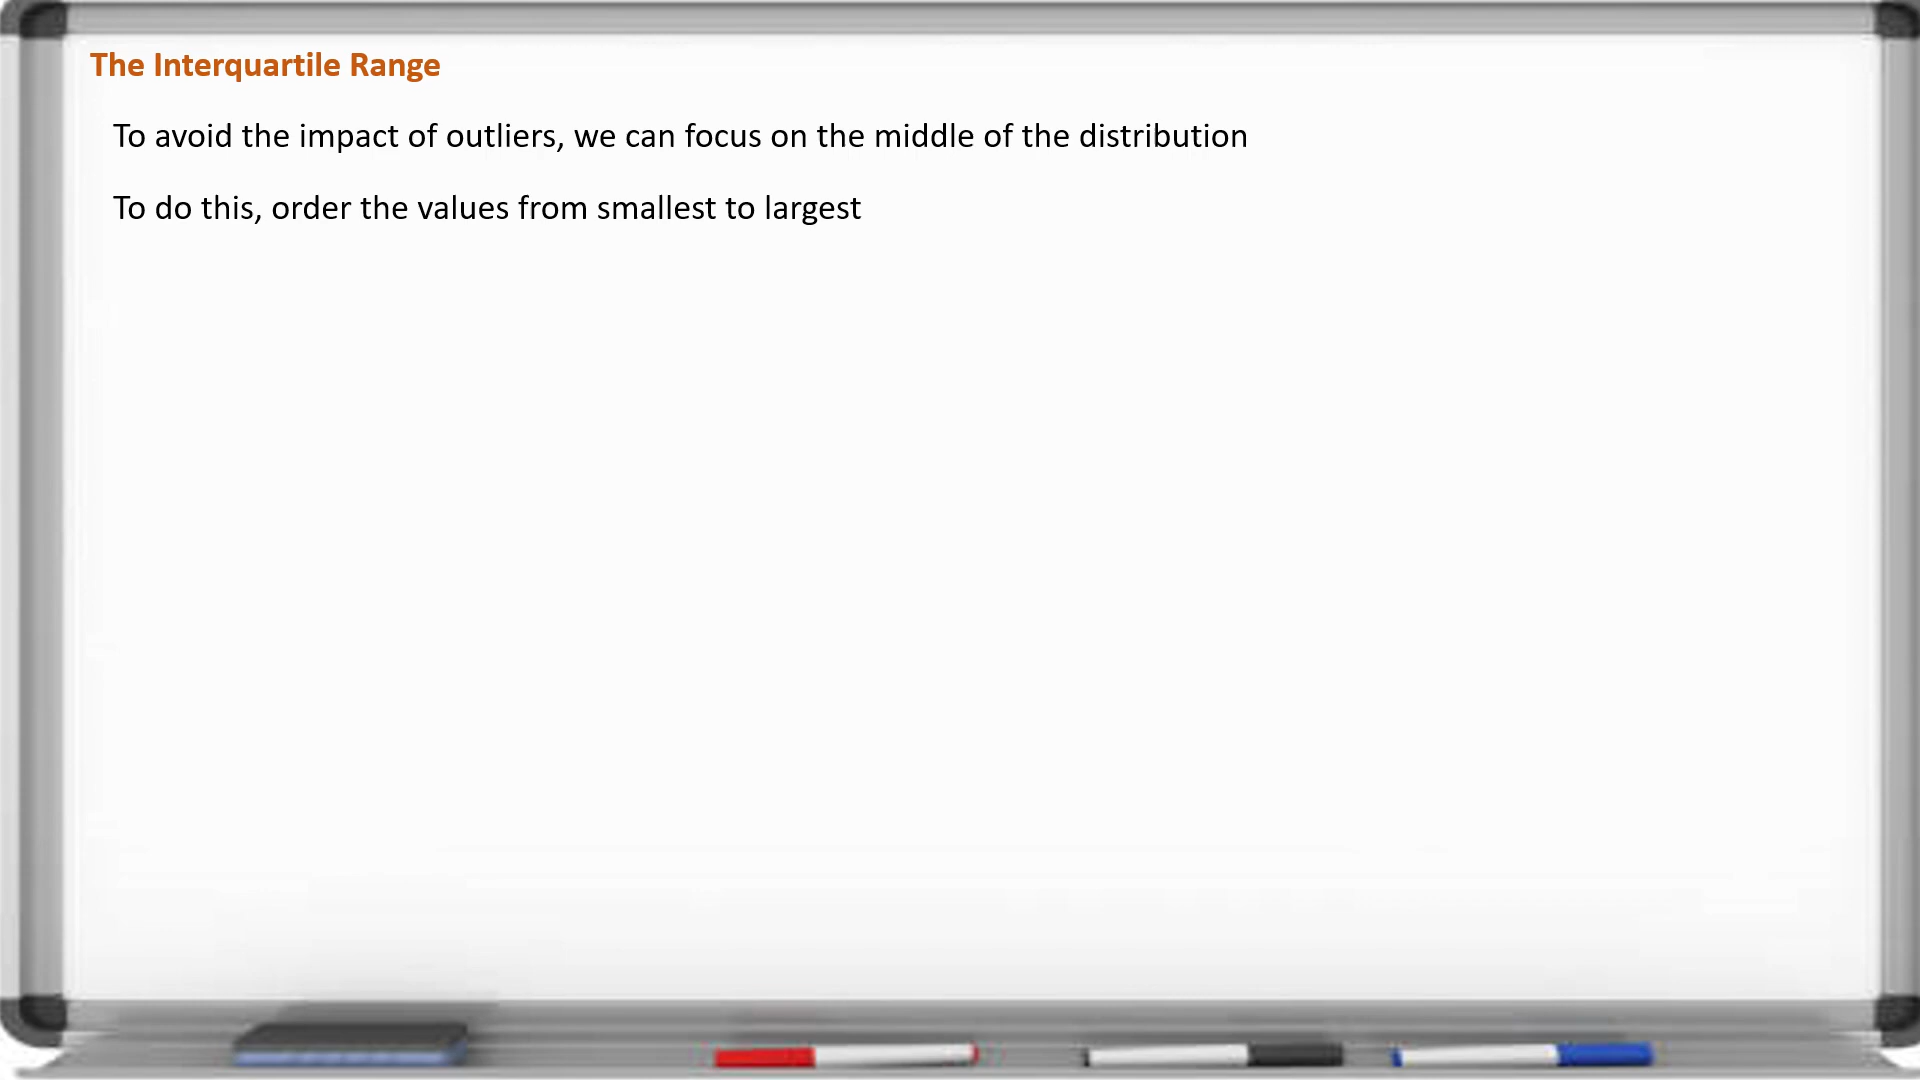 The Interquartile Range
To avoid the impact of outliers, we can focus on the middle of the distribution
To do this, order the values from smallest to largest